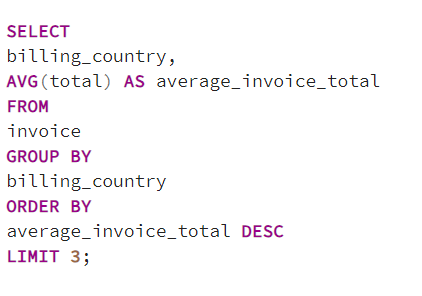 SELECT
billing_country,
AVG(total) AS average_invoice_total
FROM
invoice
GROUP BY
billing_country
ORDER BY
average_invoice_total DESC
LIMIT 3;